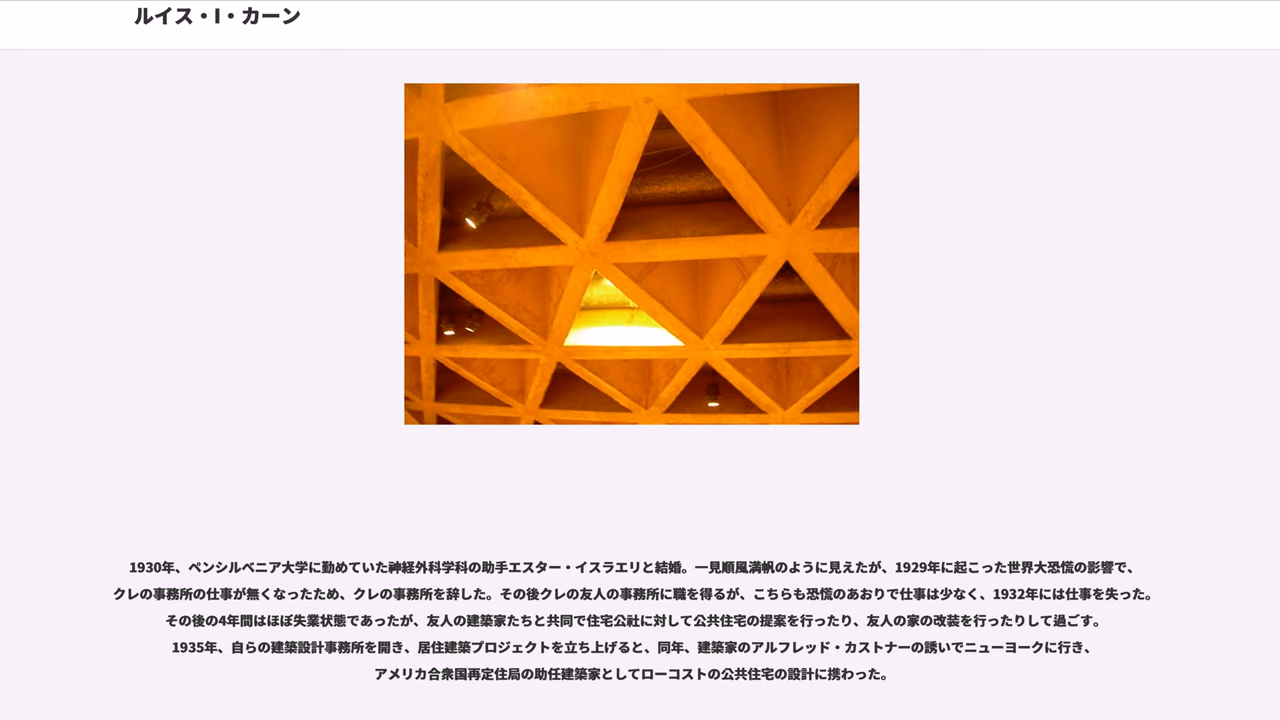 ルイス・I・カーン
1930年、ペンシルベニア大学に勤めていた神経外科学科の助手エスター・イスラエリと結婚。一見順風満帆のように見えたが、1929年に起こった世界大恐慌の影響で、
クレの事務所の仕事が無くなったため、クレの事務所を辞した。その後クレの友人の事務所に職を得るが、こちらも恐慌のあおりで仕事は少なく、1932年には仕事を失った。
その後の4年間はほぼ失業状態であったが、友人の建築家たちと共同で住宅公社に対して公共住宅の提案を行ったり、友人の家の改装を行ったりして過ごす。
1935年、自らの建築設計事務所を開き、居住建築プロジェクトを立ち上げると、同年、建築家のアルフレッド・カストナーの誘いでニューヨークに行き、
アメリカ合衆国再定住局の助任建築家としてローコストの公共住宅の設計に携わった。